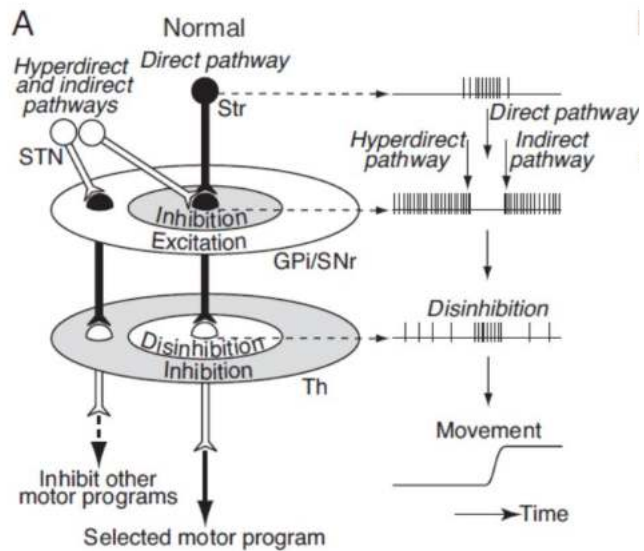 A
Normal
Hyperdirect
and indirect
pathways
Direct pathway
Str
STN
Inhibition
Excitation
GPi/SNr
Disinhibition
Inhibition
Th
Inhibit other
motor programs
Selected motor program
Direct pathway
Hyperdirect
pathway
Indirect
pathway
Disinhibition
Movement
Time